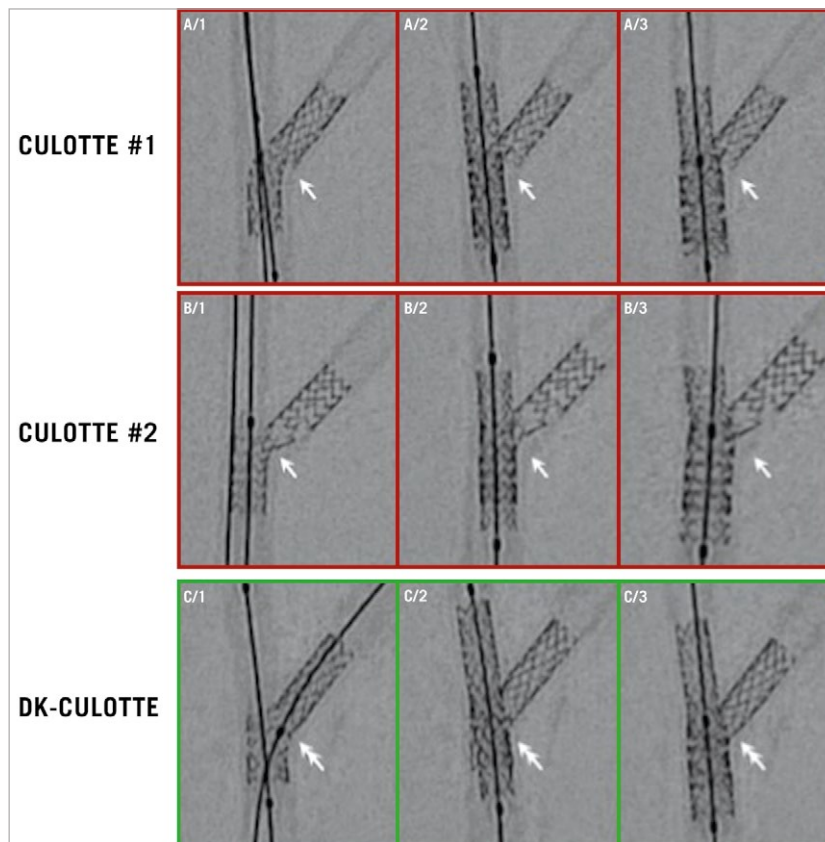 A/1 A/2 A/3
CULOTTE #1
B/1 B/2 B/3
CULOTTE #2
C/1 C/2 C/3
DK-CULOTTE